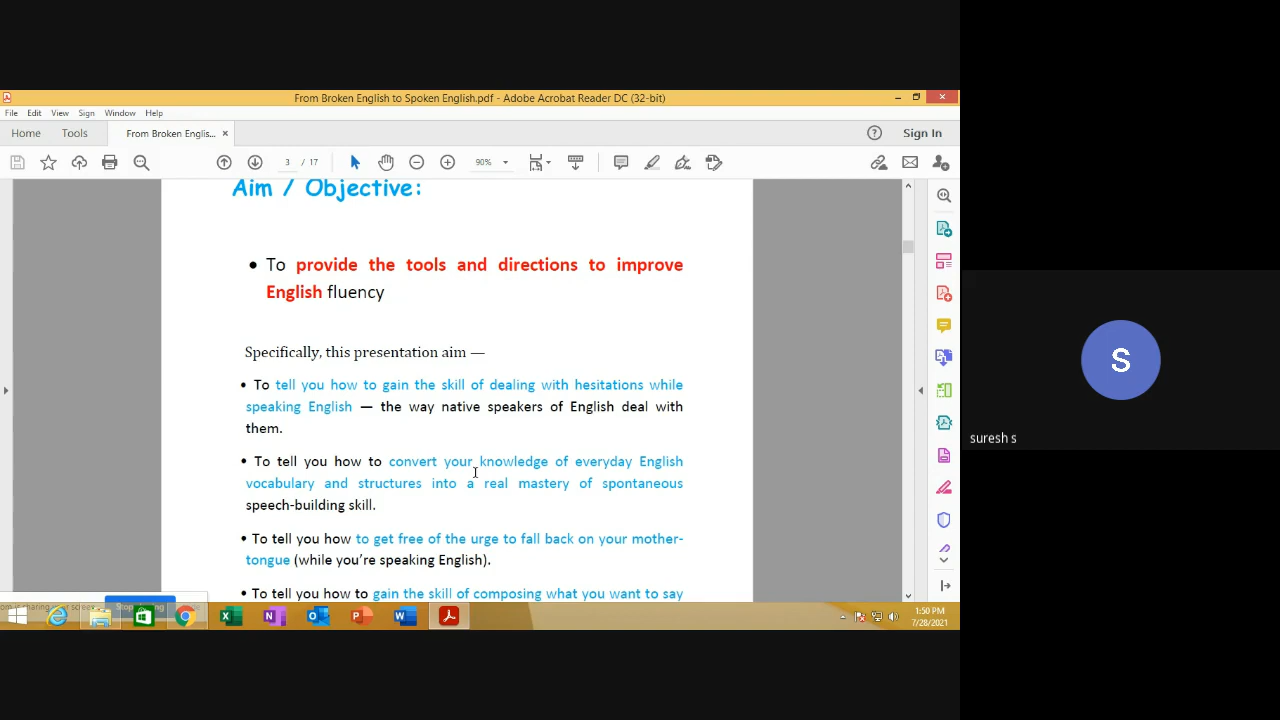 From Broken English to Spoken English.pdf - Adobe Acrobat Reader DC (32-bit)
File Edit View Sign Window Help
Home Tools From Broken Englis... × Sign In
3 / 17 90%
Aim / Objective:
• To provide the tools and directions to improve
English fluency
Specifically, this presentation aim —
• To tell you how to gain the skill of dealing with hesitations while
speaking English — the way native speakers of English deal with
them.
• To tell you how to convert your knowledge of everyday English
vocabulary and structures into a real mastery of spontaneous
speech-building skill.
• To tell you how to get free of the urge to fall back on your mother-
tongue (while you're speaking English).
• To tell you how to gain the skill of composing what you want to say
S
suresh s
1:50 PM
7/28/2021